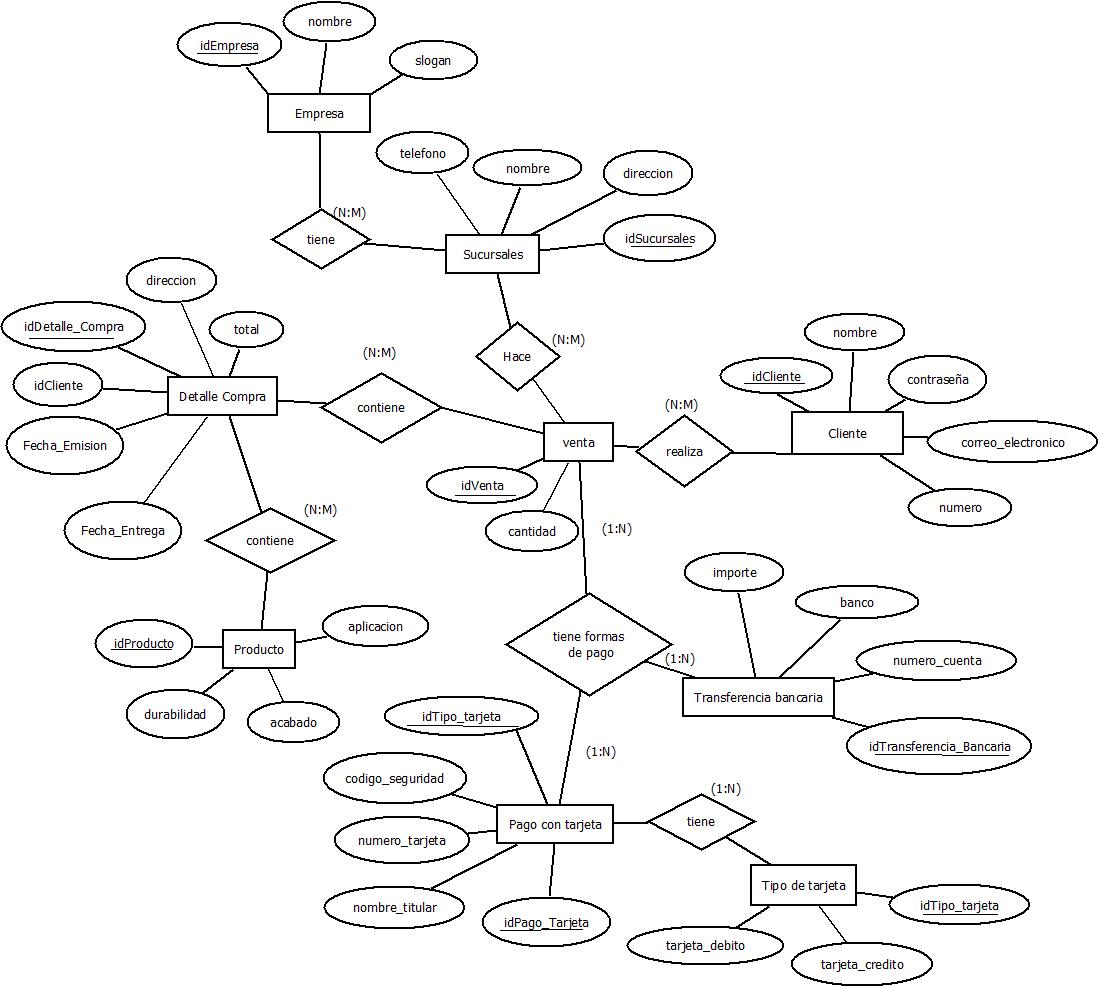 nombre
idEmpresa
slogan
Empresa
telefono
nombre
direccion
(N:M)
tiene
idSucursales
Sucursales
direccion
idDetalle_Compra
total
(N:M)
(N:M)
Hace
nombre
idCliente
Detalle Compra
idCliente
contraseña
contiene
(N:M)
Cliente
correo_electronico
Fecha_Emision
venta
realiza
idVenta
numero
(N:M)
Fecha_Entrega
contiene
cantidad
(1:N)
importe
banco
aplicacion
idProducto
Producto
tiene formas
de pago
(1:N)
numero_cuenta
Transferencia bancaria
durabilidad
acabado
idTipo_tarjeta
idTransferencia_Bancaria
(1:N)
codigo_seguridad
(1:N)
Pago con tarjeta
tiene
numero_tarjeta
Tipo de tarjeta
nombre_titular
idPago_Tarjeta
idTipo_tarjeta
tarjeta_debito
tarjeta_credito